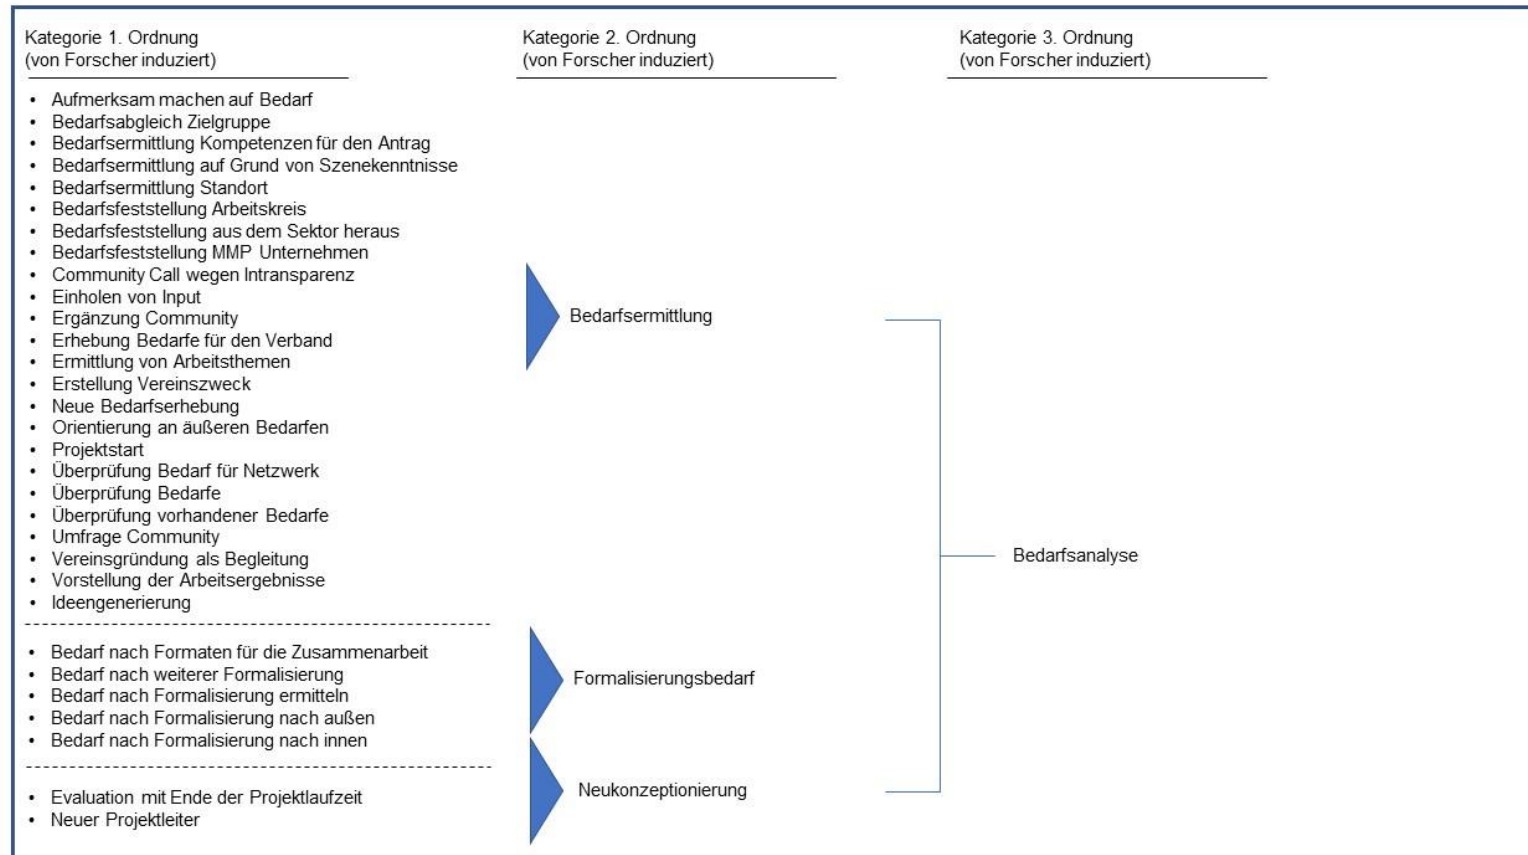 Kategorie 1. Ordnung
(von Forscher induziert)
Kategorie 2. Ordnung
(von Forscher induziert)
Kategorie 3. Ordnung
(von Forscher induziert)
• Aufmerksam machen auf Bedarf
• Bedarfsabgleich Zielgruppe
• Bedarfsermittlung Kompetenzen für den Antrag
• Bedarfsermittlung auf Grund von Szenekenntnisse
• Bedarfsermittlung Standort
• Bedarfsfeststellung Arbeitskreis
• Bedarfsfeststellung aus dem Sektor heraus
• Bedarfsfeststellung MMP Unternehmen
• Community Call wegen Intransparenz
• Einholen von Input
• Ergänzung Community
• Erhebung Bedarfe für den Verband
• Ermittlung von Arbeitsthemen
• Erstellung Vereinszweck
• Neue Bedarfserhebung
• Orientierung an äußeren Bedarfen
• Projektstart
• Überprüfung Bedarf für Netzwerk
• Überprüfung Bedarfe
• Überprüfung vorhandener Bedarfe
• Umfrage Community
• Vereinsgründung als Begleitung
• Vorstellung der Arbeitsergebnisse
• Ideengenerierung
Bedarfsermittlung
• Bedarf nach Formaten für die Zusammenarbeit
• Bedarf nach weiterer Formalisierung
• Bedarf nach Formalisierung ermitteln
• Bedarf nach Formalisierung nach außen
• Bedarf nach Formalisierung nach innen
Formalisierungsbedarf
• Evaluation mit Ende der Projektlaufzeit
• Neuer Projektleiter
Neukonzeptionierung
Bedarfsanalyse